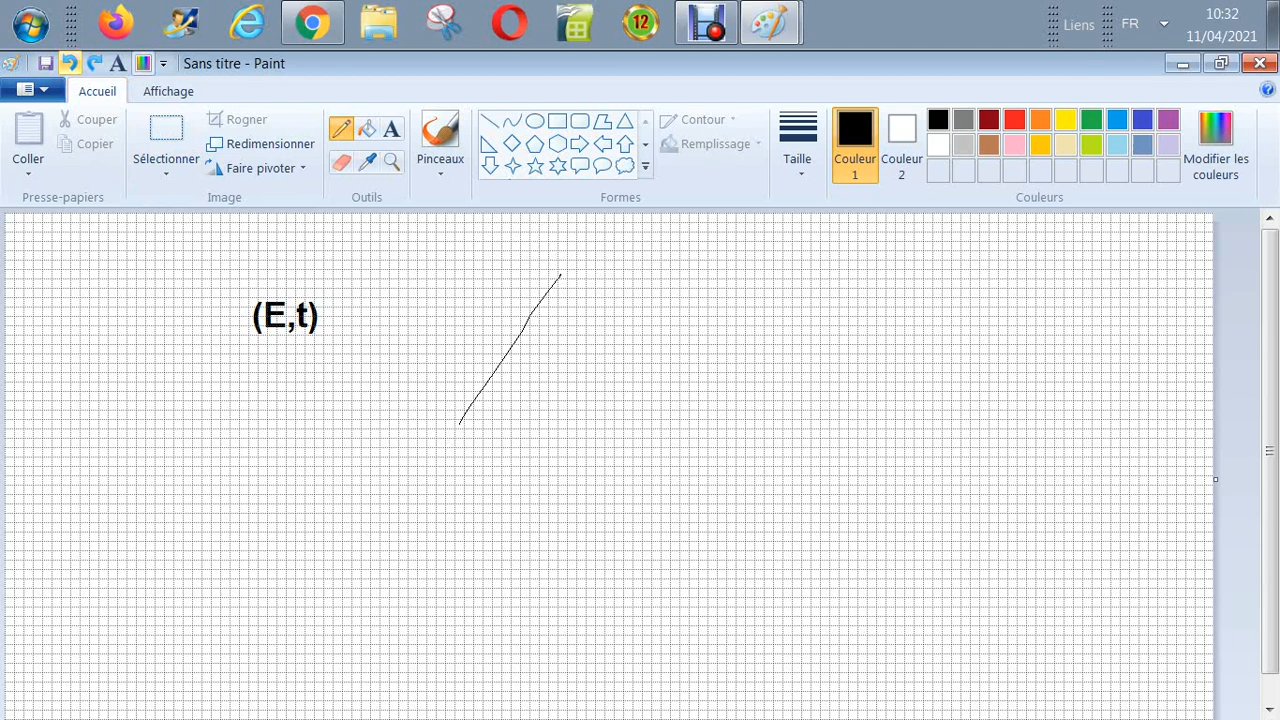 12
Liens
FR
10:32
11/04/2021
A
Sans titre - Paint
Accueil
Affichage
Coller
Couper
Copier
Presse-papiers
Sélectionner
Rogner
Redimensionner
Faire pivoter
Image
A
Outils
Pinceaux
Contour
Remplissage
Formes
Taille
Couleur
1
Couleur
2
Modifier les
couleurs
Couleurs
(E,t)